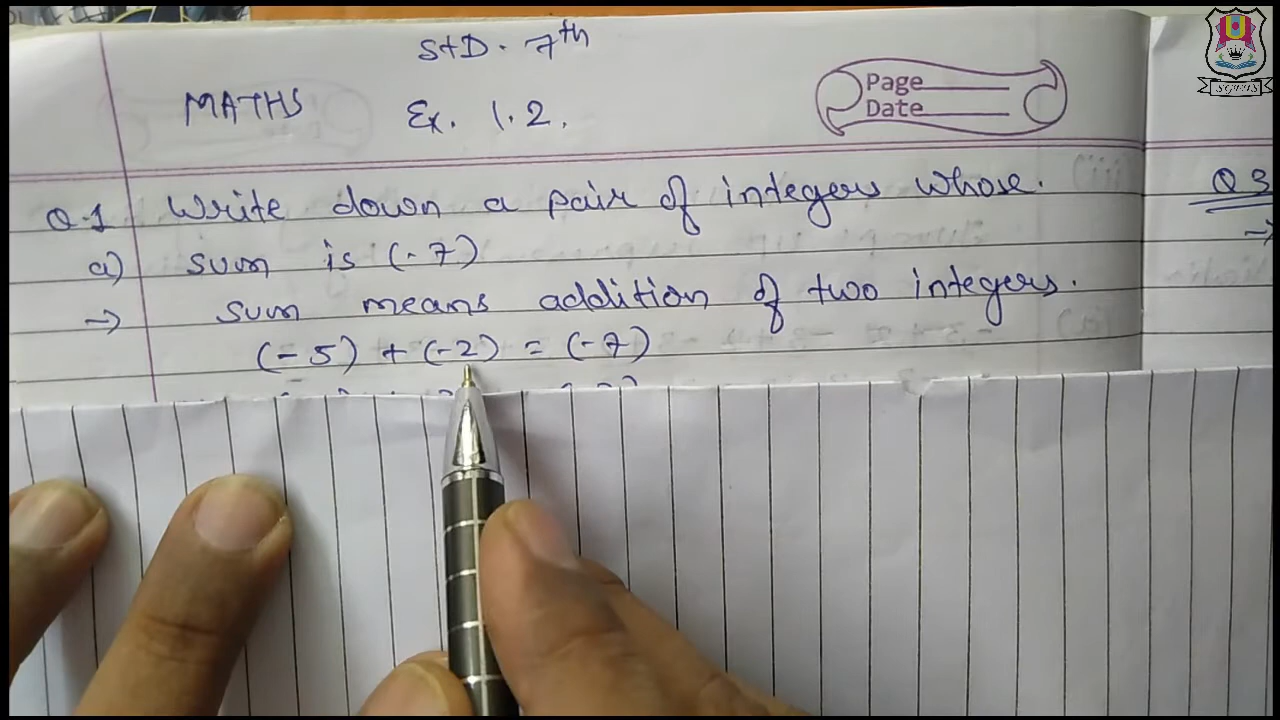 STD. 7th
MATHS Ex. 1.2.
Page
Date
Q.1 Write down a pair of integers whose.
a) sum is (-7)
→ sum means addition of two integers.
(-5) + (-2) = (-7)
Q 3
→